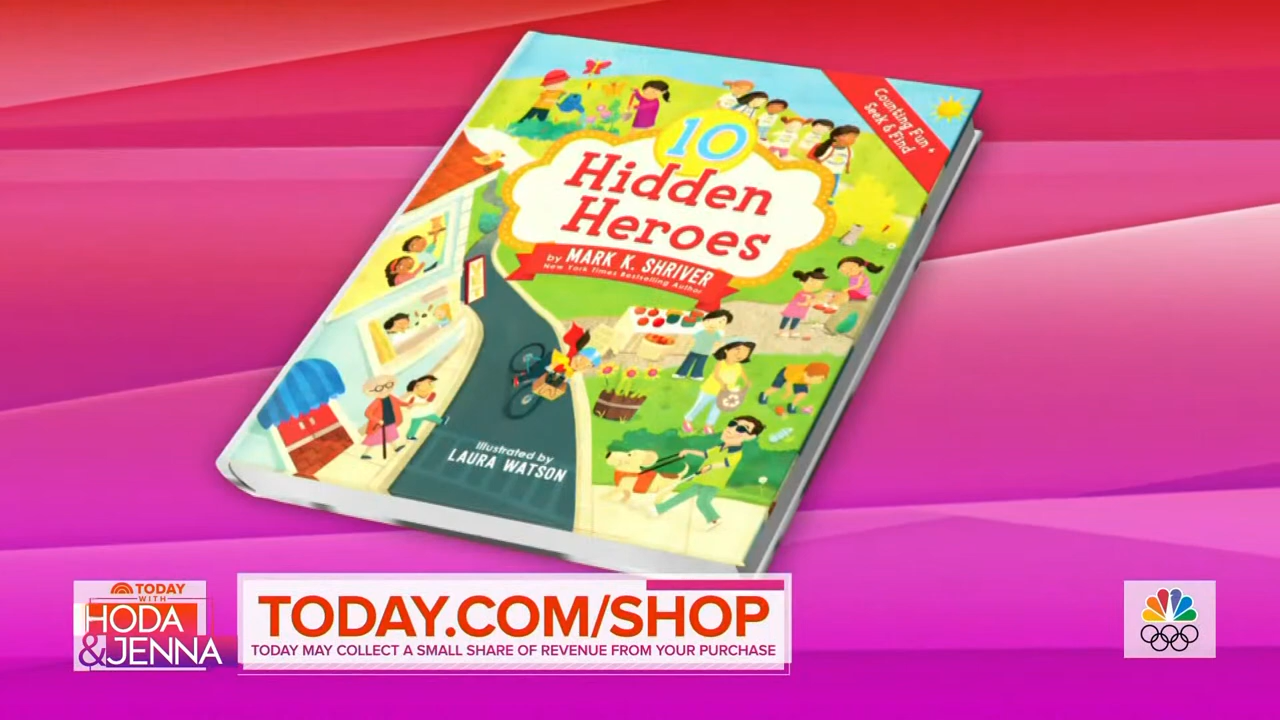 Counting Fun +
Seek & Find
10
Hidden
Heroes
by MARK K. SHRIVER
New York Times Bestselling Author
Illustrated by
LAURA WATSON
TODAY
WITH
HODA
&JENNA
TODAY.COM/SHOP
TODAY MAY COLLECT A SMALL SHARE OF REVENUE FROM YOUR PURCHASE